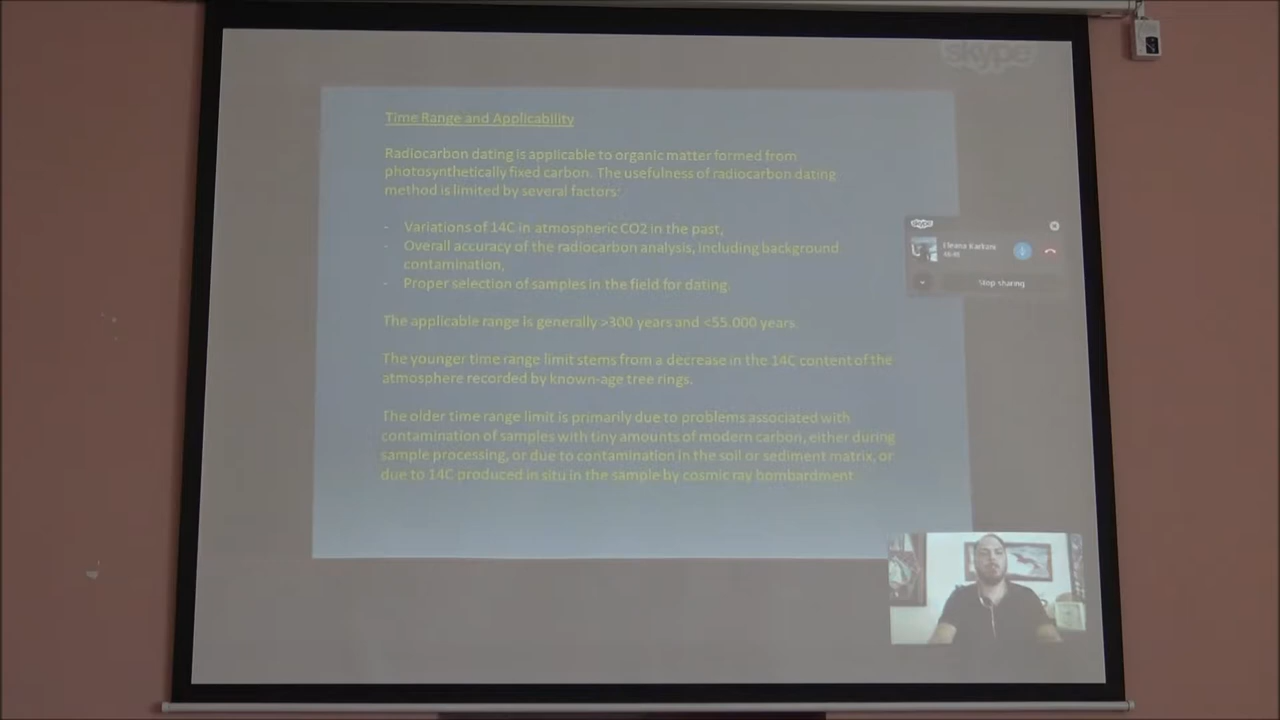 skype
Time Range and Applicability
Radiocarbon dating is applicable to organic matter formed from
photosynthetically fixed carbon. The usefulness of radiocarbon dating
method is limited by several factors:
- Variations of 14C in atmospheric CO2 in the past,
- Overall accuracy of the radiocarbon analysis, including background
contamination,
- Proper selection of samples in the field for dating.
The applicable range is generally >300 years and <55.000 years.
The younger time range limit stems from a decrease in the 14C content of the
atmosphere recorded by known-age tree rings.
The older time range limit is primarily due to problems associated with
contamination of samples with tiny amounts of modern carbon, either during
sample processing, or due to contamination in the soil or sediment matrix, or
due to 14C produced in situ in the sample by cosmic ray bombardment
skype
Stop sharing